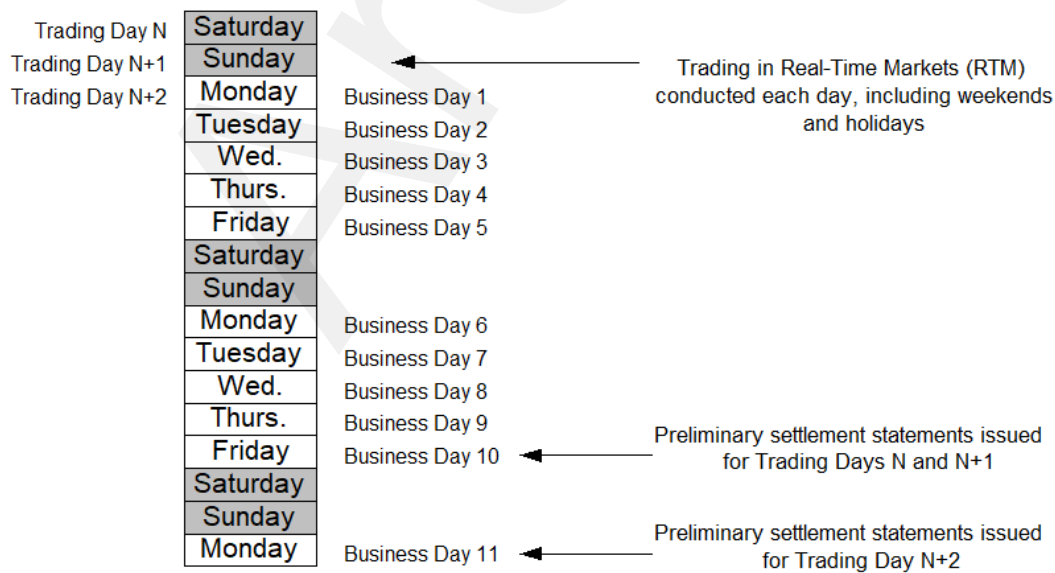 Trading Day N Saturday
Trading Day N+1 Sunday
Trading Day N+2 Monday Business Day 1
Trading in Real-Time Markets (RTM)
conducted each day, including weekends
and holidays
Tuesday Business Day 2
Wed. Business Day 3
Thurs. Business Day 4
Friday Business Day 5
Saturday
Sunday
Monday Business Day 6
Tuesday Business Day 7
Wed. Business Day 8
Thurs. Business Day 9
Friday Business Day 10
Preliminary settlement statements issued
for Trading Days N and N+1
Saturday
Sunday
Monday Business Day 11
Preliminary settlement statements issued
for Trading Day N+2